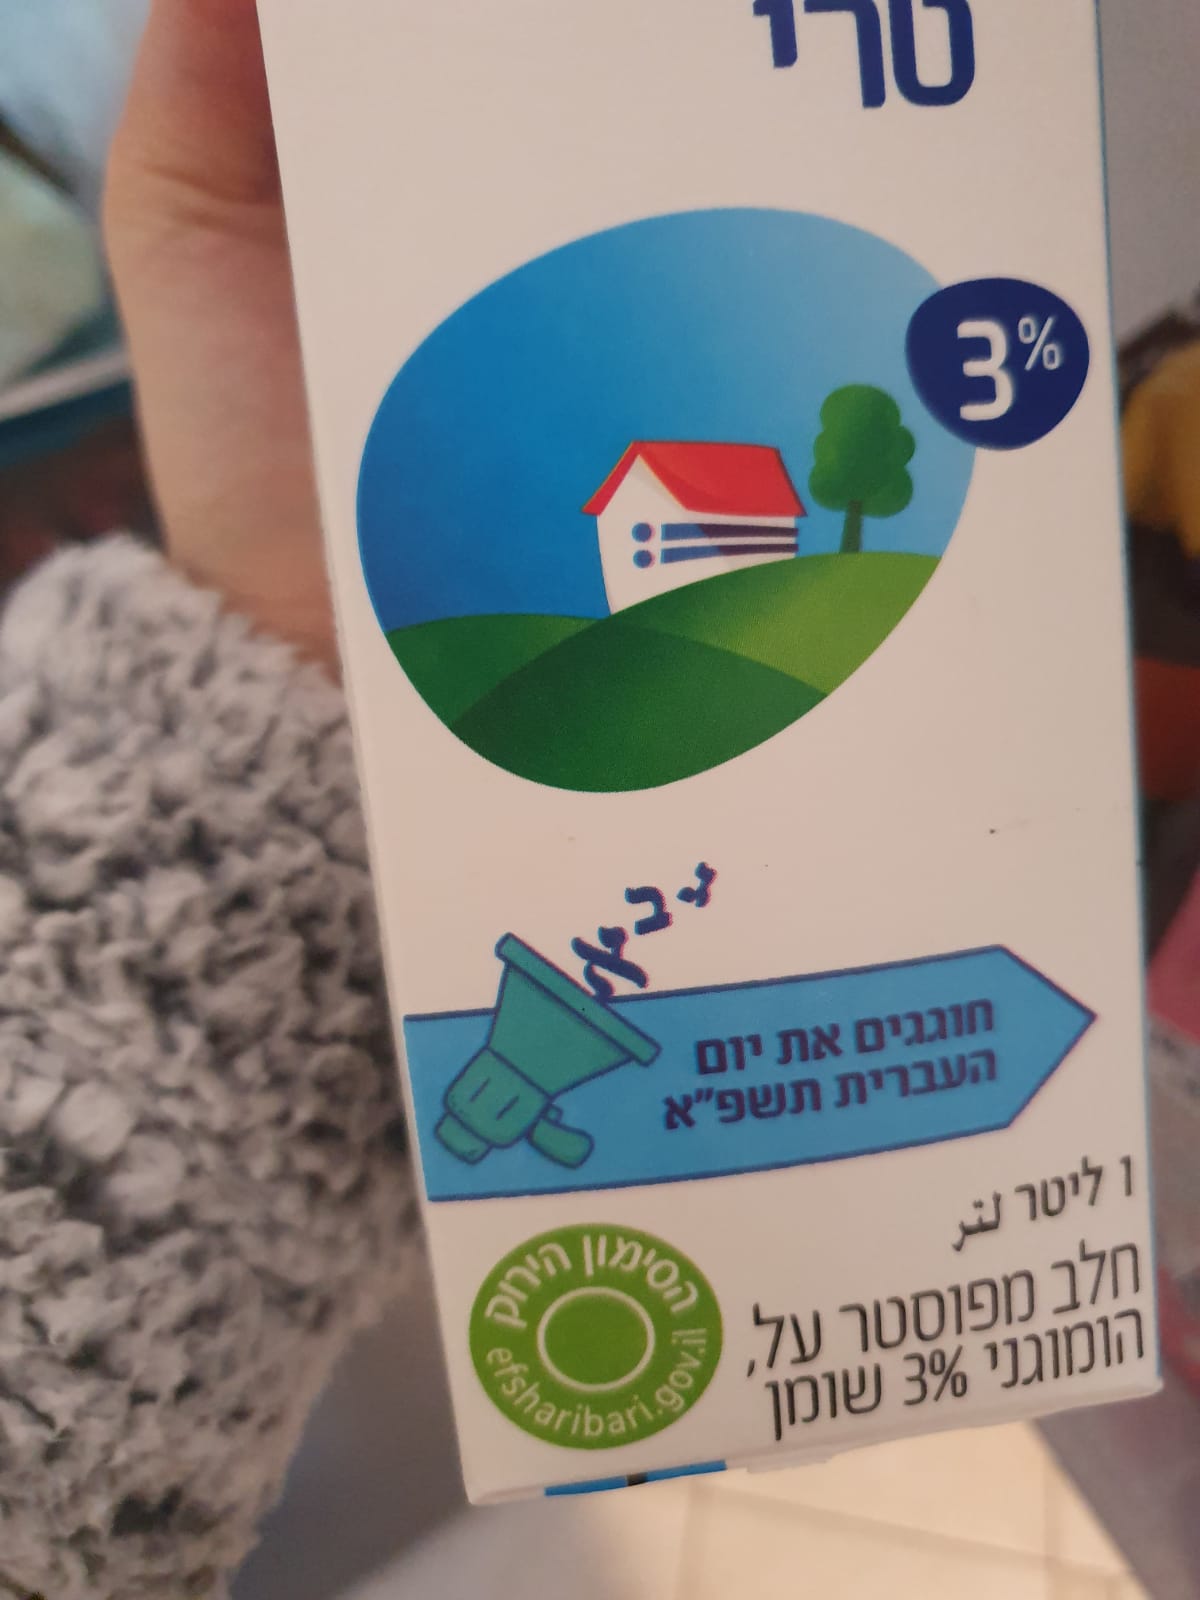 טרי
3%
א ב י
חוגגים את יום
העברית תשפ"א
1 ליטר لتر
חלב מפוסטר על,
הומוגני 3% שומן
הסימון הירוק
efsharibari.gov.il